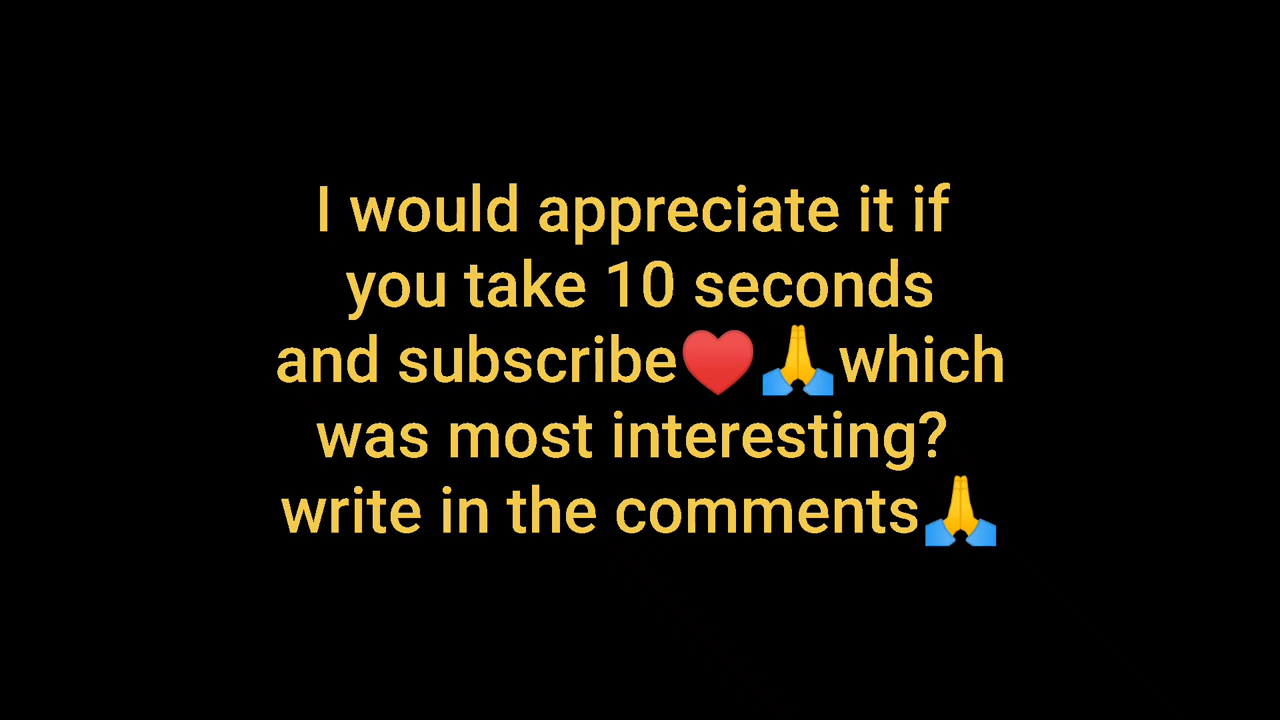 I would appreciate it if
you take 10 seconds
and subscribe♥️🙏which
was most interesting?
write in the comments🙏